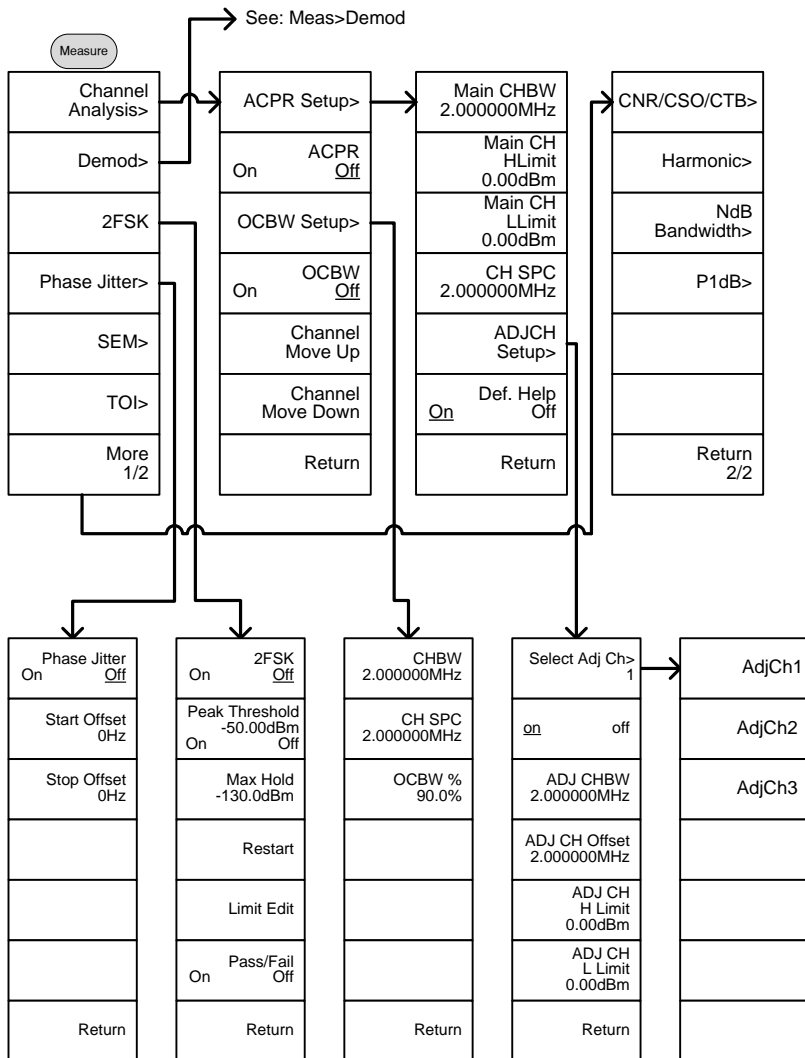 See: Meas>Demod
Measure
Channel
Analysis>
Demod>
2FSK
Phase Jitter>
SEM>
TOI>
More
1/2
ACPR Setup>
ACPR
On Off
OCBW Setup>
OCBW
On Off
Channel
Move Up
Channel
Move Down
Return
Main CHBW
2.000000MHz
Main CH
HLimit
0.00dBm
Main CH
LLimit
0.00dBm
CH SPC
2.000000MHz
ADJCH
Setup>
Def. Help
On Off
Return
CNR/CSO/CTB>
Harmonic>
NdB
Bandwidth>
P1dB>
Return
2/2
Phase Jitter
On Off
Start Offset
0Hz
Stop Offset
0Hz
Return
2FSK
On Off
Peak Threshold
-50.00dBm
On Off
Max Hold
-130.0dBm
Restart
Limit Edit
Pass/Fail
On Off
Return
CHBW
2.000000MHz
CH SPC
2.000000MHz
OCBW %
90.0%
Return
Select Adj Ch>
1
on off
ADJ CHBW
2.000000MHz
ADJ CH Offset
2.000000MHz
ADJ CH
H Limit
0.00dBm
ADJ CH
L Limit
0.00dBm
Return
AdjCh1
AdjCh2
AdjCh3